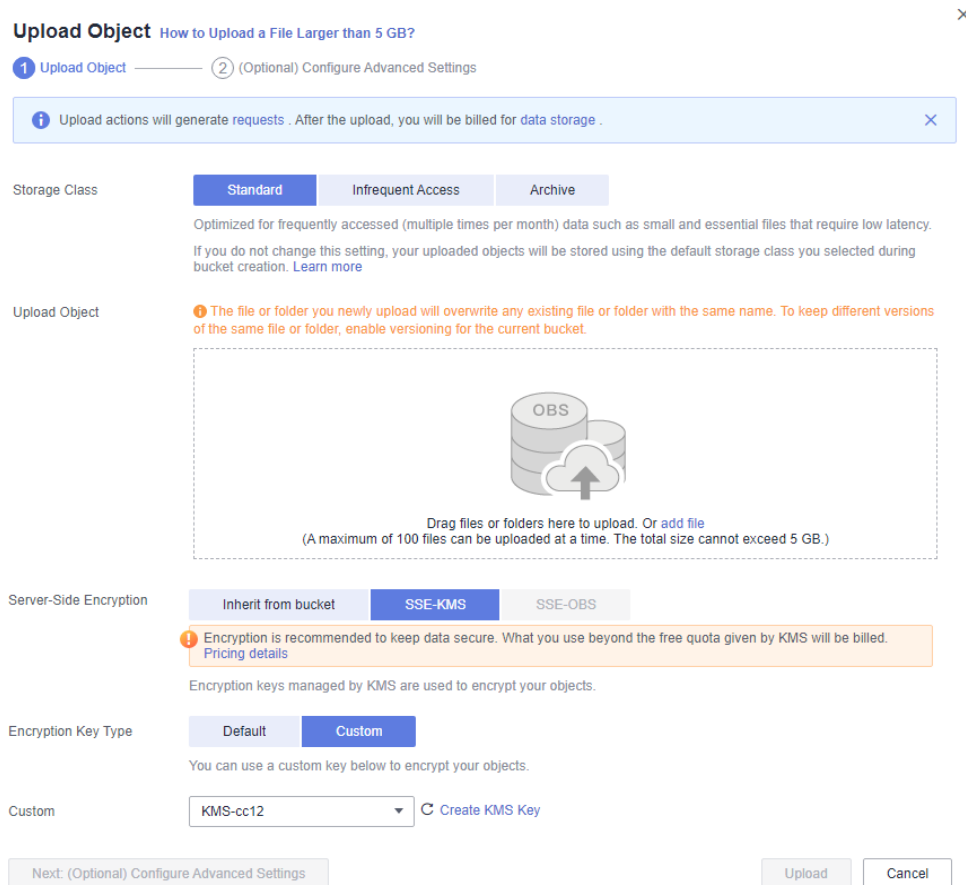 Upload Object How to Upload a File Larger than 5 GB?
1 Upload Object 2 (Optional) Configure Advanced Settings
Upload actions will generate requests . After the upload, you will be billed for data storage .
Storage Class Standard Infrequent Access Archive
Optimized for frequently accessed (multiple times per month) data such as small and essential files that require low latency.
If you do not change this setting, your uploaded objects will be stored using the default storage class you selected during
bucket creation. Learn more
Upload Object The file or folder you newly upload will overwrite any existing file or folder with the same name. To keep different versions
of the same file or folder, enable versioning for the current bucket.
OBS
Drag files or folders here to upload. Or add file
(A maximum of 100 files can be uploaded at a time. The total size cannot exceed 5 GB.)
Server-Side Encryption Inherit from bucket SSE-KMS SSE-OBS
Encryption is recommended to keep data secure. What you use beyond the free quota given by KMS will be billed.
Pricing details
Encryption keys managed by KMS are used to encrypt your objects.
Encryption Key Type Default Custom
You can use a custom key below to encrypt your objects.
Custom KMS-cc12 Create KMS Key
Next: (Optional) Configure Advanced Settings Upload Cancel